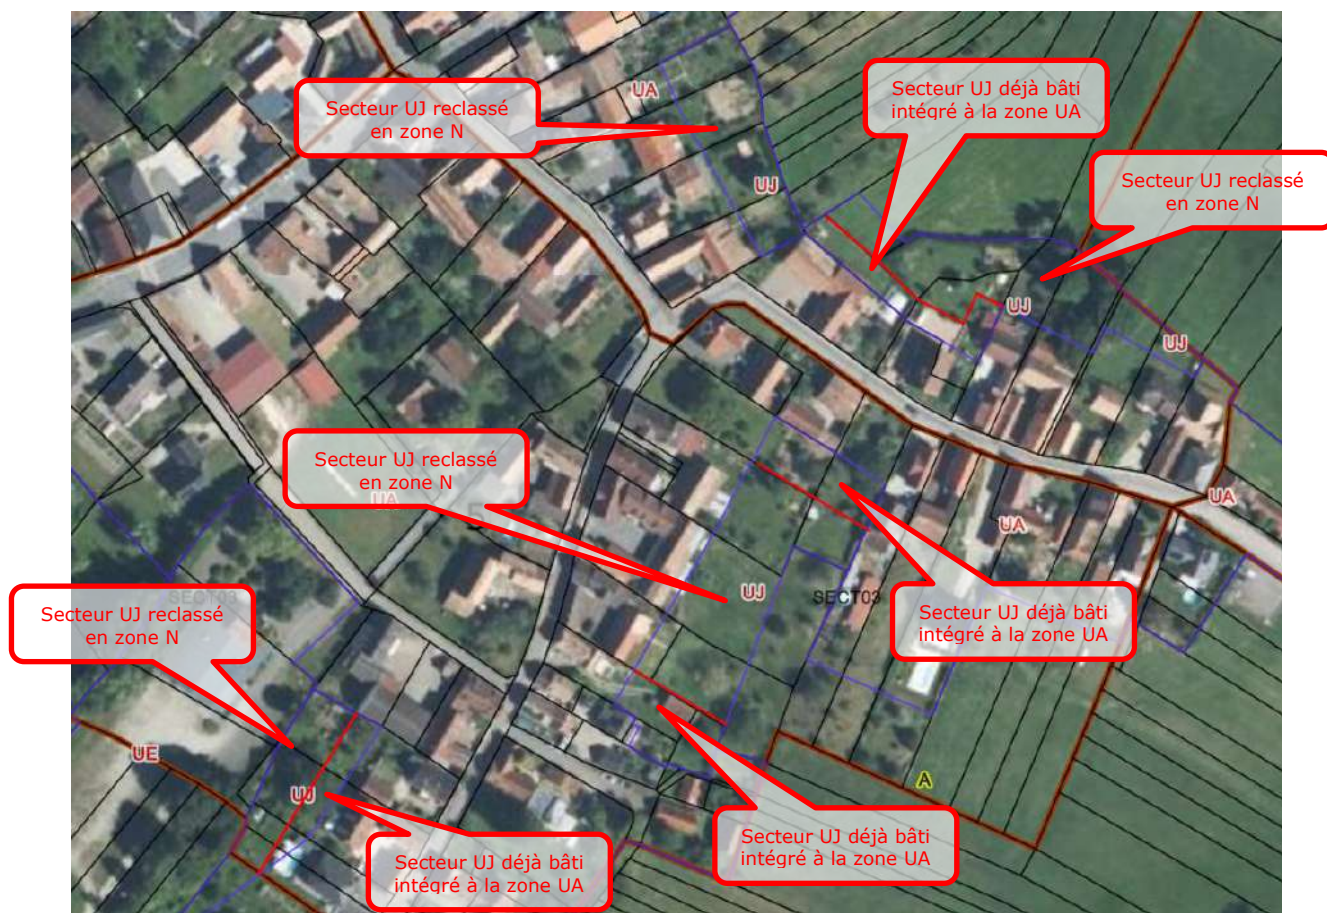 UA
Secteur UJ reclassé
en zone N
Secteur UJ déjà bâti
intégré à la zone UA
Secteur UJ reclassé
en zone N
UJ
UJ
UJ
Secteur UJ reclassé
en zone N
UA
UA
UA
Secteur UJ reclassé
en zone N
SECT03
UJ
SECT03
Secteur UJ déjà bâti
intégré à la zone UA
UE
UJ
A
Secteur UJ déjà bâti
intégré à la zone UA
Secteur UJ déjà bâti
intégré à la zone UA